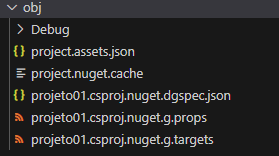 obj
Debug
project.assets.json
project.nuget.cache
projeto01.csproj.nuget.dgspec.json
projeto01.csproj.nuget.g.props
projeto01.csproj.nuget.g.targets